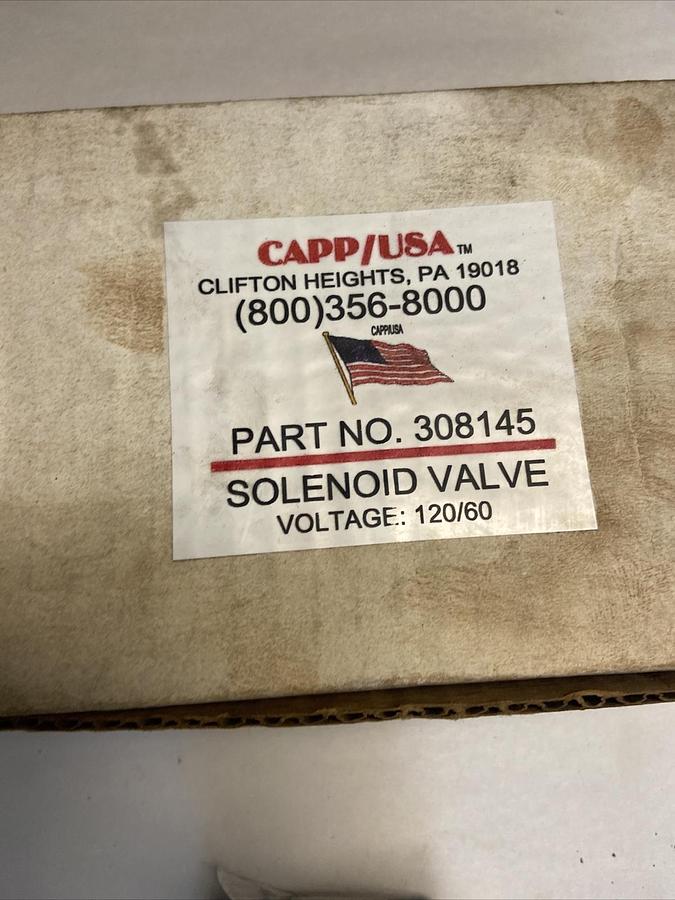 CAPP/USA™
CLIFTON HEIGHTS, PA 19018
(800)356-8000
CAPP/USA
PART NO. 308145
SOLENOID VALVE
VOLTAGE: 120/60